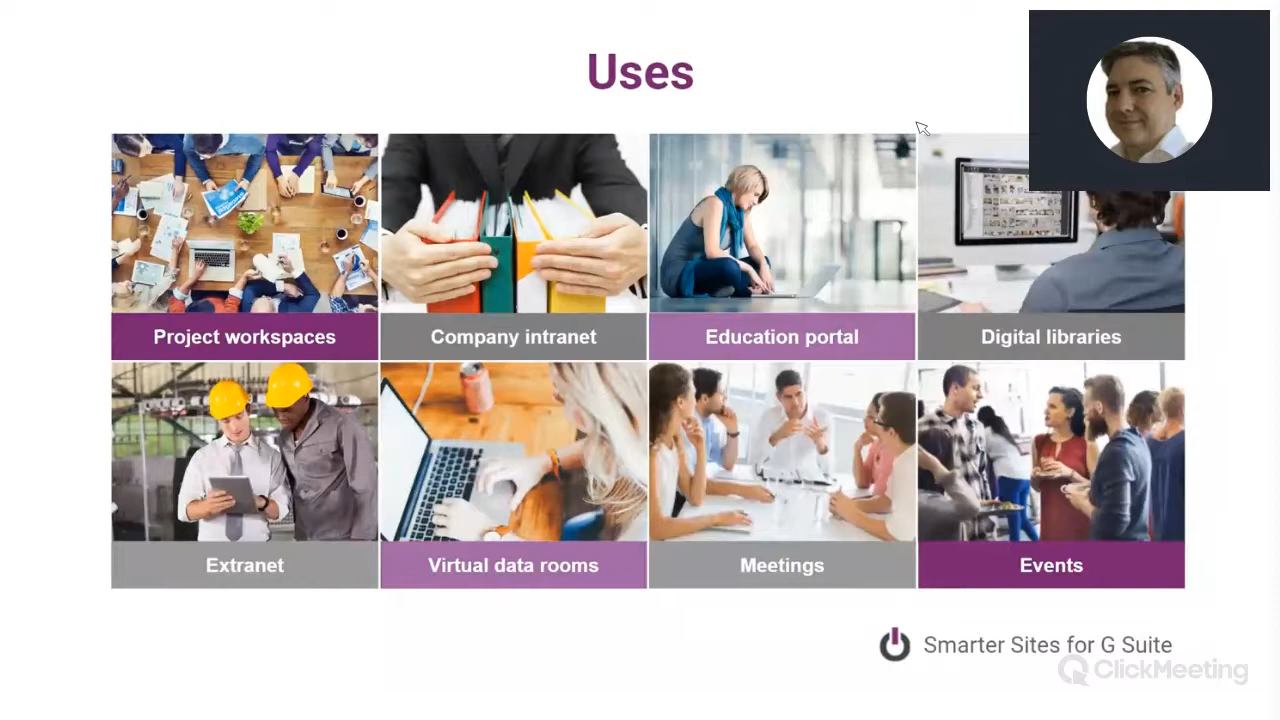 Uses
Project workspaces
Company intranet
Education portal
Digital libraries
Extranet
Virtual data rooms
Meetings
Events
Smarter Sites for G Suite
ClickMeeting